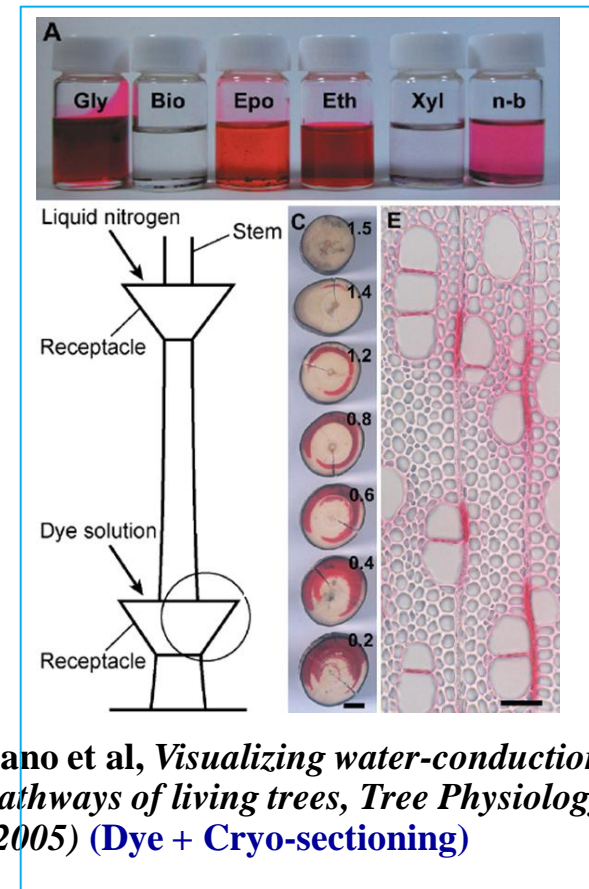 A
Gly Bio Epo Eth Xyl n-b
Liquid nitrogen
Stem
Receptacle
Dye solution
Receptacle
C
1.5
1.4
1.2
0.8
0.6
0.4
0.2
E
ano et al, Visualizing water-conduction
athways of living trees, Tree Physiology
2005) (Dye + Cryo-sectioning)